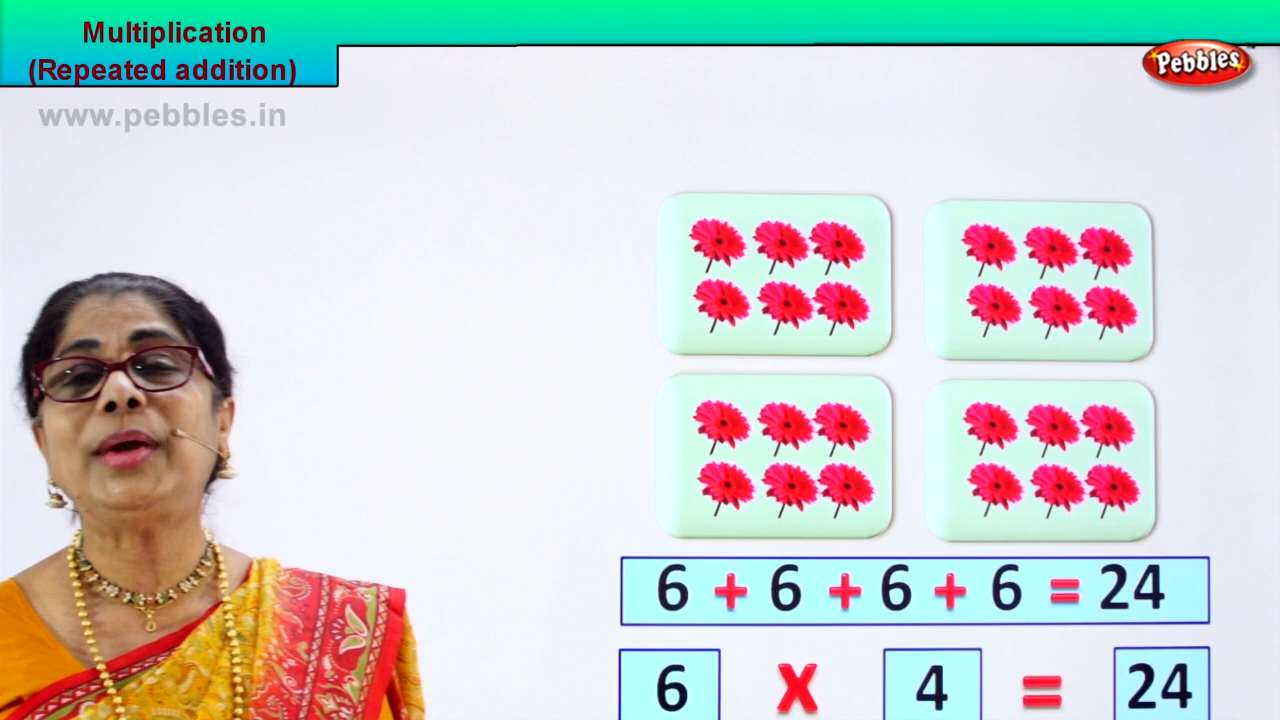 Multiplication
(Repeated addition)
Pebbles
www.pebbles.in
6 + 6 + 6 + 6 = 24
6 X 4 = 24